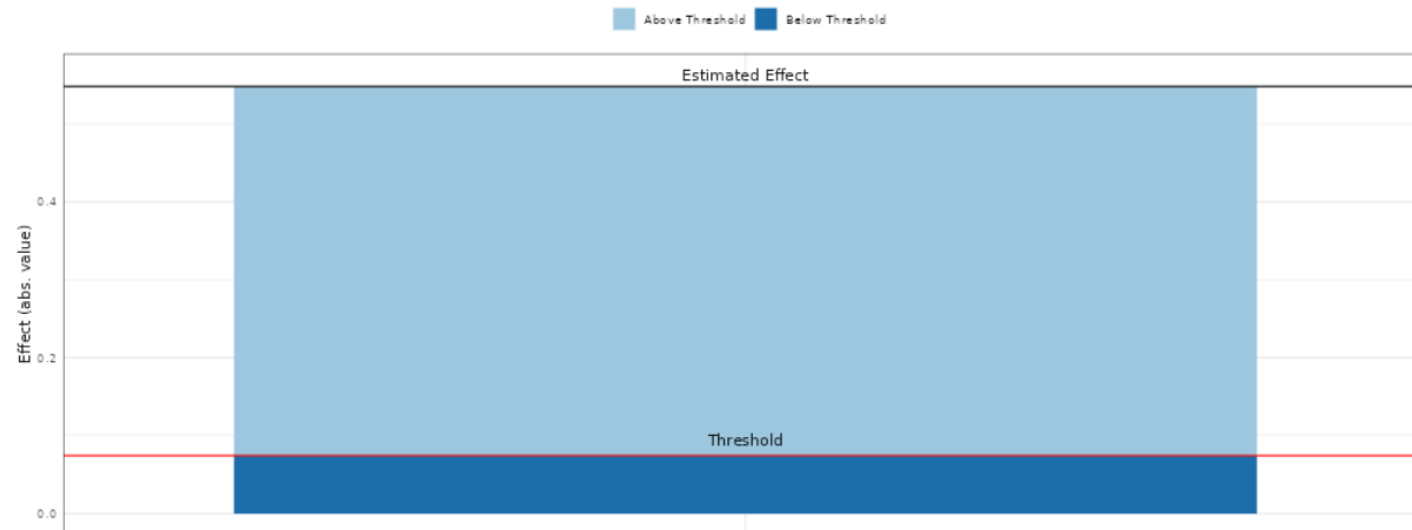 Above Threshold Below Threshold
Estimated Effect
0.4
Effect (abs. value)
0.2
Threshold
0.0